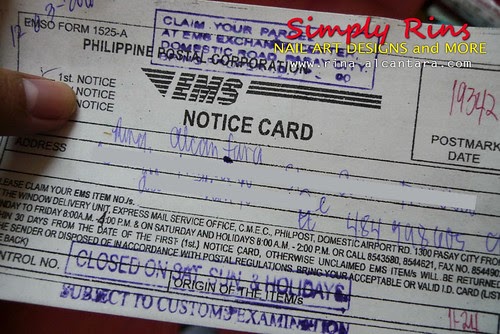 EMSO FORM 1525-A
CLAIM YOUR PARCEL
AT EMS EXCHANGE
DOMESTIC
Simply Rins
NAIL ART DESIGNS and MORE
www.rina-alcantara.com
PHILIPPINE POSTAL CORPORATION
1st. NOTICE
NOTICE
NOTICE
EMS
NOTICE CARD
19342
POSTMARK
DATE
Alcantara
ADDRESS
PLEASE CLAIM YOUR EMS ITEM NO./s.
THE WINDOW DELIVERY UNIT, EXPRESS MAIL SERVICE OFFICE, C.M.E.C, PHILPOS, DOMESTIC AIRPORT RD. 1300 PASAY CITY FROM
MONDAY TO FRIDAY 8:00A.M. P.M. & ON SATURDAY AND HOLIDAYS 8:00 A.M. - 2:00 P.M. OR CALL 8543580, 8544621, FAX NO.
WITHIN 30 DAYS FROM THE DATE OF THE FIRST (1st) NOTICE CARD, OTHERWISE UNCLAIMED EMS ITEM/s WILL BE RETURNED
THE SENDER OR DISPOSED OF IN ACCORDANCE WITH POSTAL REGULATIONS. BRING YOUR ACCEPTABLE OR VALID I.D. CARD
BACK)
CONTROL NO.
CLOSED ON SAT SUN & HOLIDAYS
ORIGIN OF THE ITEM/s
SUBJECT TO CUSTOMS EXAMINATION